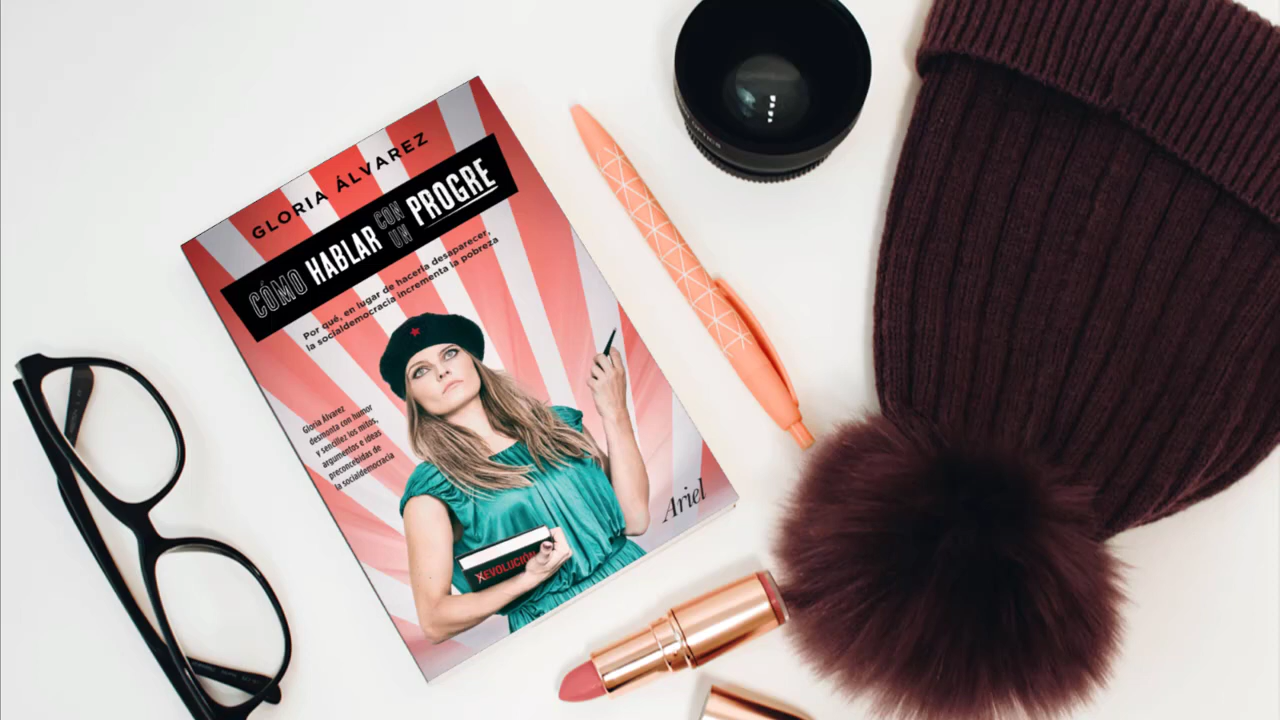 GLORIA ÁLVAREZ
CÓMO HABLAR CON UN PROGRE
Por qué, en lugar de hacerla desaparecer,
la socialdemocracia incrementa la pobreza
Gloria Álvarez
desmonta con humor
y sencillez los mitos,
argumentos e ideas
preconcebidas de
la socialdemocracia
XEVOLUCIÓN
Ariel